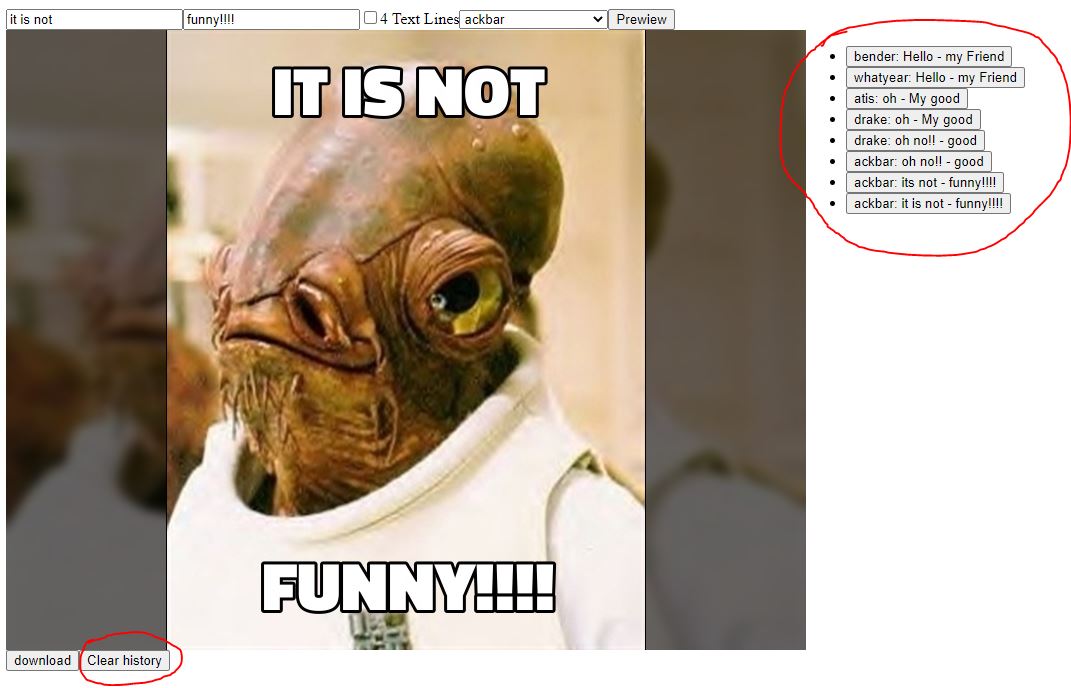 it is not funny!!!! 4 Text Lines ackbar Preview
bender: Hello - my Friend
whatyear: Hello - my Friend
atis: oh - My good
drake: oh - My good
drake: oh no!! - good
ackbar: oh no!! - good
ackbar: its not - funny!!!!
ackbar: it is not - funny!!!!
IT IS NOT
FUNNY!!!!
download Clear history